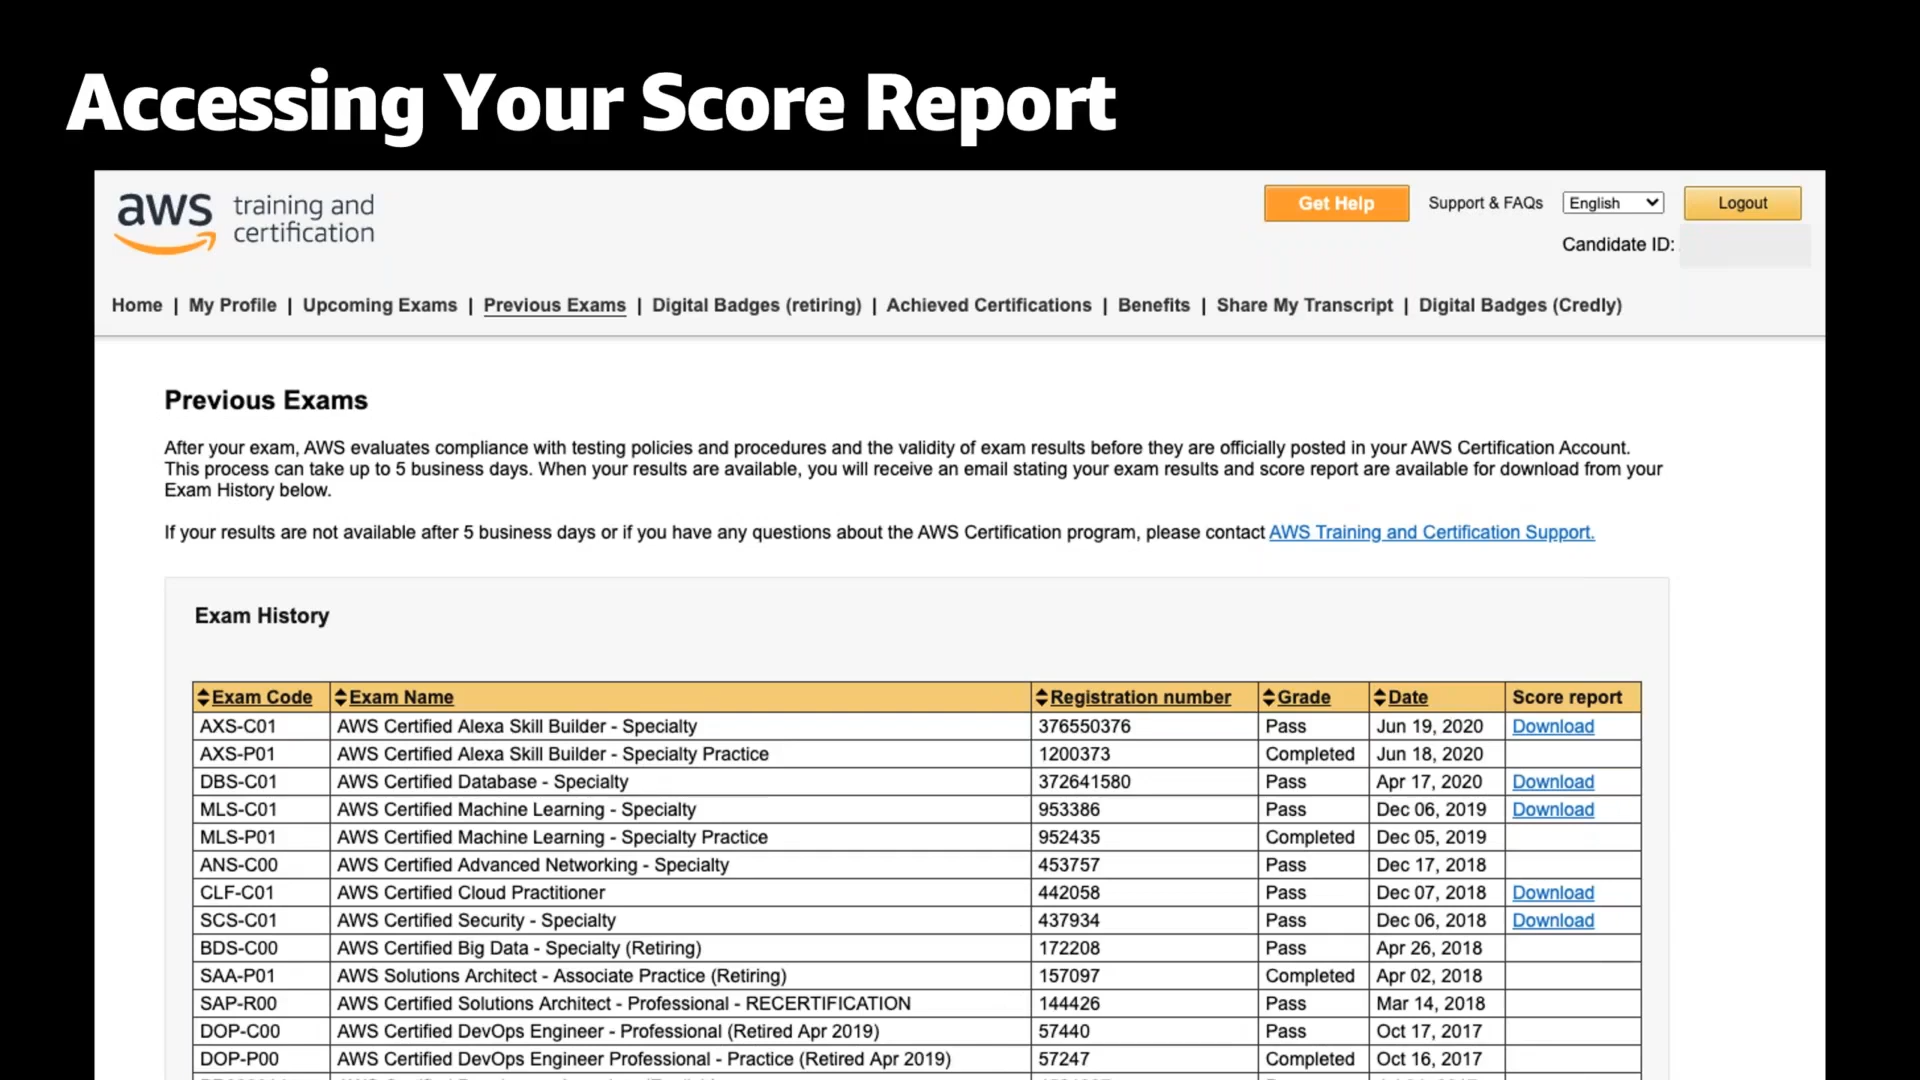 Accessing Your Score Report
aws training and certification
Get Help Support & FAQs English Logout
Candidate ID:
Home | My Profile | Upcoming Exams | Previous Exams | Digital Badges (retiring) | Achieved Certifications | Benefits | Share My Transcript | Digital Badges (Credly)
Previous Exams
After your exam, AWS evaluates compliance with testing policies and procedures and the validity of exam results before they are officially posted in your AWS Certification Account.
This process can take up to 5 business days. When your results are available, you will receive an email stating your exam results and score report are available for download from your
Exam History below.
If your results are not available after 5 business days or if you have any questions about the AWS Certification program, please contact AWS Training and Certification Support.
Exam History
Exam Code Exam Name Registration number Grade Date Score report
AXS-C01 AWS Certified Alexa Skill Builder - Specialty 376550376 Pass Jun 19, 2020 Download
AXS-P01 AWS Certified Alexa Skill Builder - Specialty Practice 1200373 Completed Jun 18, 2020
DBS-C01 AWS Certified Database - Specialty 372641580 Pass Apr 17, 2020 Download
MLS-C01 AWS Certified Machine Learning - Specialty 953386 Pass Dec 06, 2019 Download
MLS-P01 AWS Certified Machine Learning - Specialty Practice 952435 Completed Dec 05, 2019
ANS-C00 AWS Certified Advanced Networking - Specialty 453757 Pass Dec 17, 2018
CLF-C01 AWS Certified Cloud Practitioner 442058 Pass Dec 07, 2018 Download
SCS-C01 AWS Certified Security - Specialty 437934 Pass Dec 06, 2018 Download
BDS-C00 AWS Certified Big Data - Specialty (Retiring) 172208 Pass Apr 26, 2018
SAA-P01 AWS Solutions Architect - Associate Practice (Retiring) 157097 Completed Apr 02, 2018
SAP-R00 AWS Certified Solutions Architect - Professional - RECERTIFICATION 144426 Pass Mar 14, 2018
DOP-C00 AWS Certified DevOps Engineer - Professional (Retired Apr 2019) 57440 Pass Oct 17, 2017
DOP-P00 AWS Certified DevOps Engineer Professional - Practice (Retired Apr 2019) 57247 Completed Oct 16, 2017